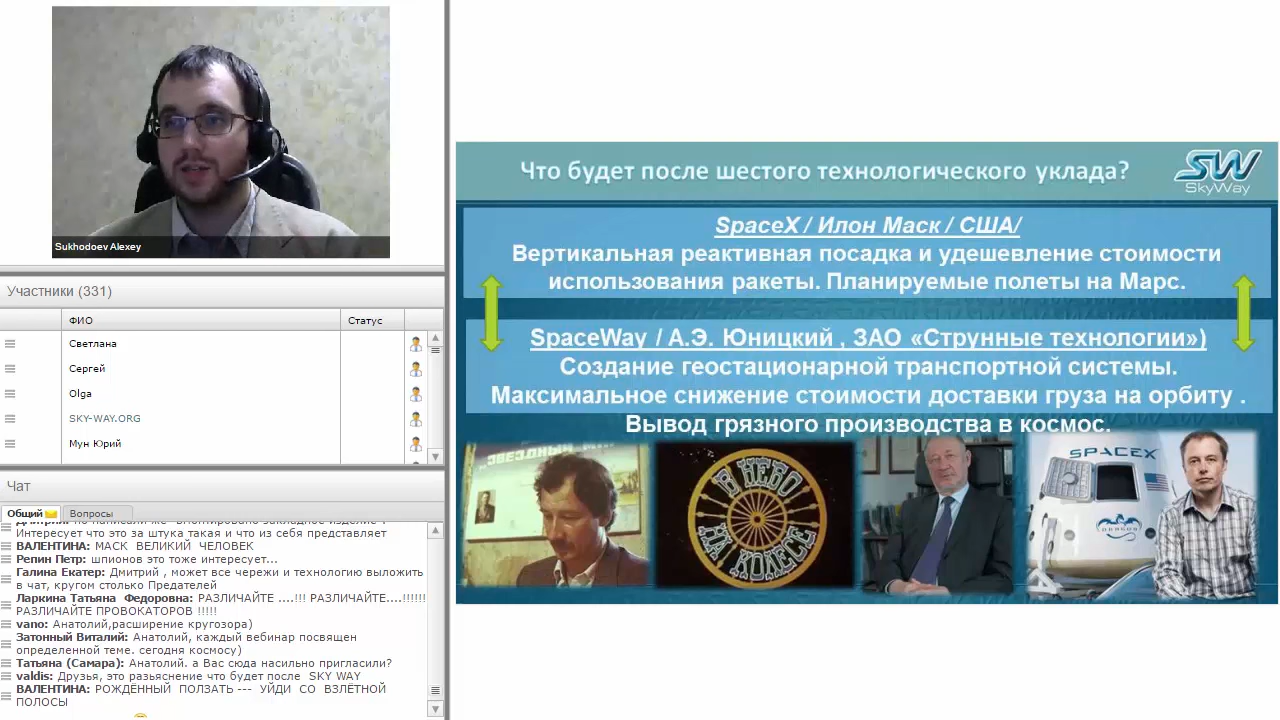 Sukhodoev Alexey
Участники (331)
ФИО
Статус
Светлана
Сергей
Olga
SKY-WAY.ORG
Мун Юрий
Чат
Общий
Вопросы
Интересует что это за штука такая и что из себя представляет
ВАЛЕНТИНА: МАСК ВЕЛИКИЙ ЧЕЛОВЕК
Репин Петр: шпионов это тоже интересует...
Галина Екатер: Дмитрий , может все чережи и технологию выложить
в чат, кругом столько Предателей
Ларкина Татьяна Федоровна: РАЗЛИЧАЙТЕ ....!!! РАЗЛИЧАЙТЕ....!!!!!!
РАЗЛИЧАЙТЕ ПРОВОКАТОРОВ !!!!!
vano: Анатолий,расширение кругозора)
Затонный Виталий: Анатолий, каждый вебинар посвящен
определенной теме. сегодня космосу)
Татьяна (Самара): Анатолий. а Вас сюда насильно пригласили?
valdis: Друзья, это разьяснение что будет после SKY WAY
ВАЛЕНТИНА: РОЖДЁННЫЙ ПОЛЗАТЬ --- УЙДИ СО ВЗЛЁТНОЙ
ПОЛОСЫ
Что будет после шестого технологического уклада?
SW
SkyWay
SpaceX / Илон Маск / США/
Вертикальная реактивная посадка и удешевление стоимости
использования ракеты. Планируемые полеты на Марс.
SpaceWay / А.Э. Юницкий , ЗАО «Струнные технологии»)
Создание геостационарной транспортной системы.
Максимальное снижение стоимости доставки груза на орбиту .
Вывод грязного производства в космос.
В НЕБО
НА КОЛЕСЕ
SPACEX
DRAGON